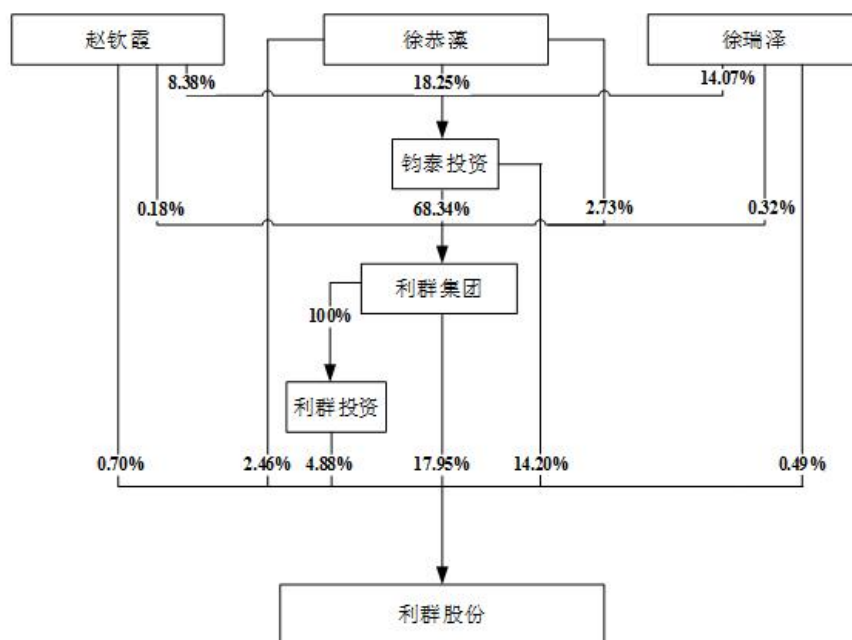 赵钦霞
徐恭藻
徐瑞泽
8.38%
18.25%
14.07%
钧泰投资
0.18%
68.34%
2.73%
0.32%
利群集团
100%
利群投资
0.70%
2.46%
4.88%
17.95%
14.20%
0.49%
利群股份